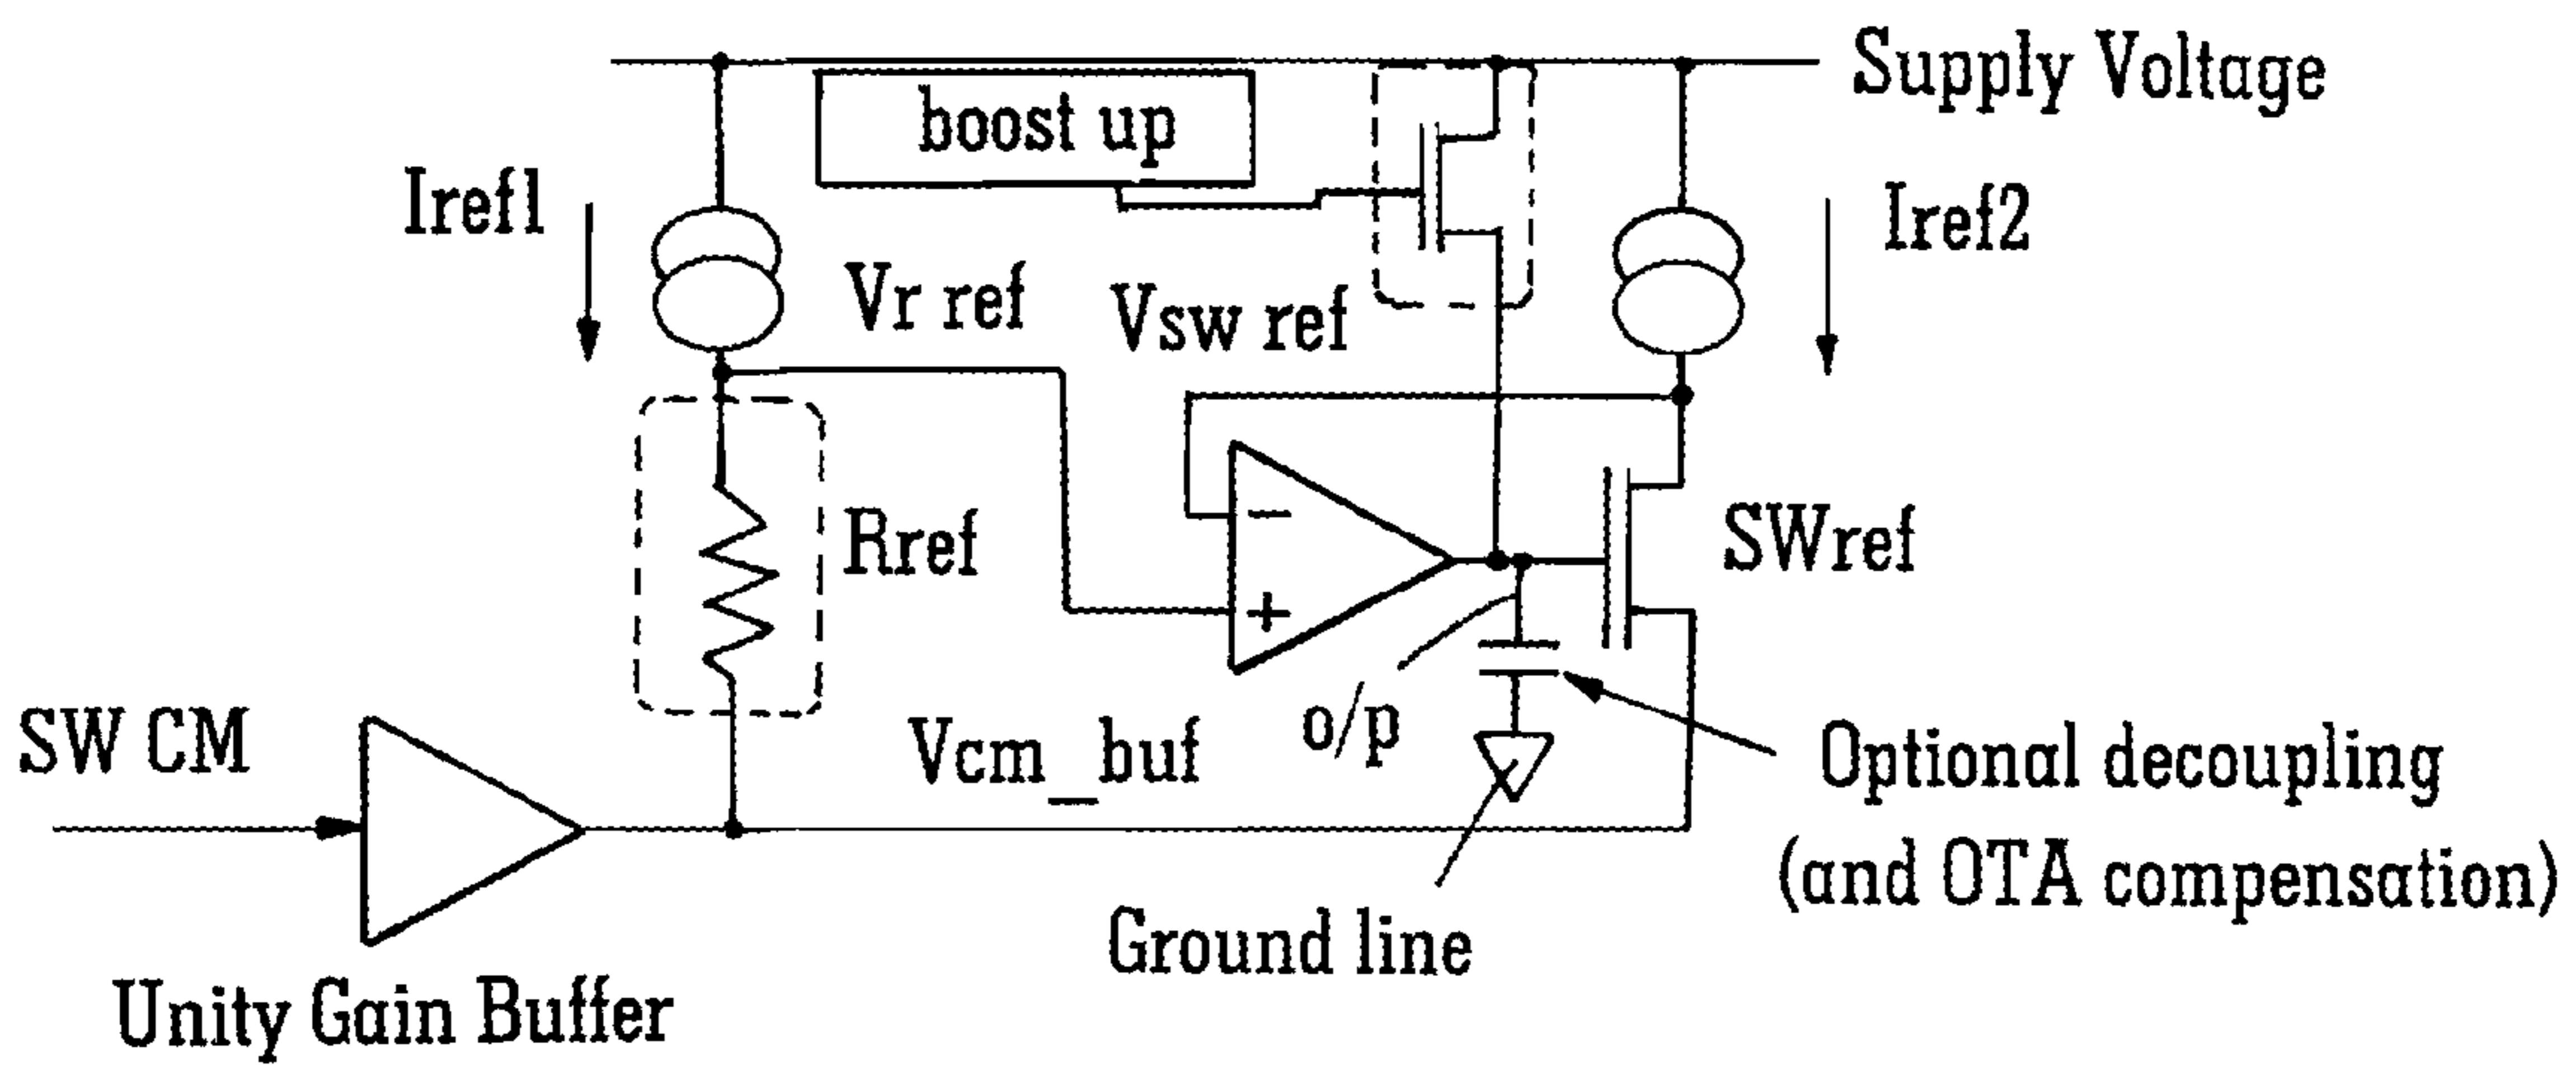 Supply Voltage
boost up
Iref1
Iref2
Vr ref
Vsw ref
−
Rref
SWref
+
SW CM
Vcm_buf
o/p
Optional decoupling
(and OTA compensation)
Ground line
Unity Gain Buffer